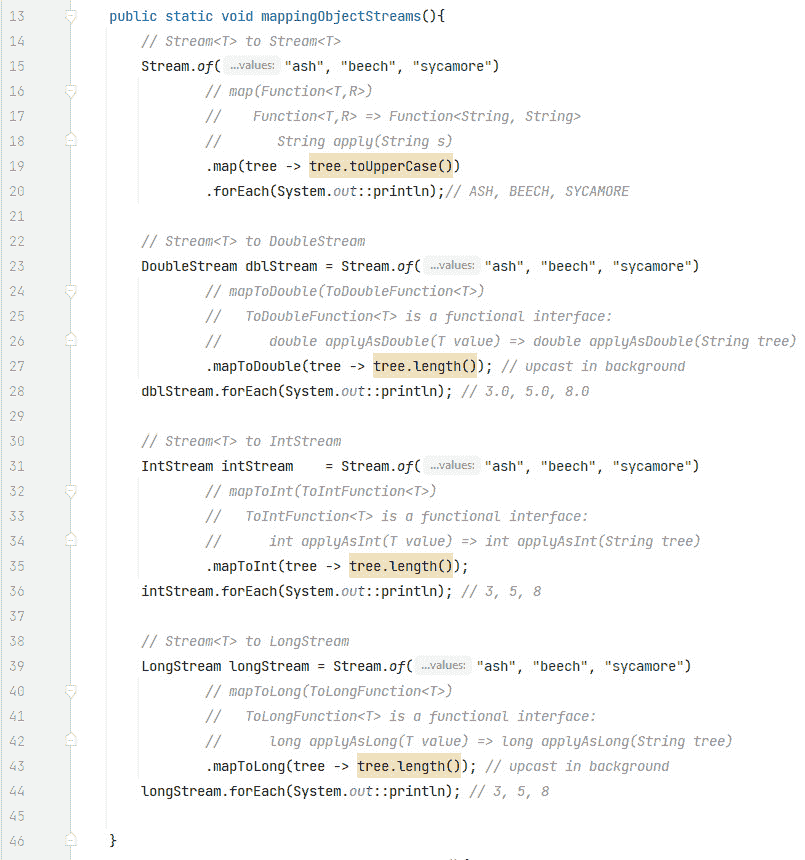 13 public static void mappingObjectStreams(){
14 // Stream<T> to Stream<T>
15 Stream.of( ...values: "ash", "beech", "sycamore")
16 // map(Function<T,R>)
17 //    Function<T,R> => Function<String, String>
18 //       String apply(String s)
19 .map(tree -> tree.toUpperCase())
20 .forEach(System.out::println);// ASH, BEECH, SYCAMORE
21
22 // Stream<T> to DoubleStream
23 DoubleStream dblStream = Stream.of( ...values: "ash", "beech", "sycamore")
24 // mapToDouble(ToDoubleFunction<T>)
25 //   ToDoubleFunction<T> is a functional interface:
26 //      double applyAsDouble(T value) => double applyAsDouble(String tree)
27 .mapToDouble(tree -> tree.length()); // upcast in background
28 dblStream.forEach(System.out::println); // 3.0, 5.0, 8.0
29
30 // Stream<T> to IntStream
31 IntStream intStream    = Stream.of( ...values: "ash", "beech", "sycamore")
32 // mapToInt(ToIntFunction<T>)
33 //   ToIntFunction<T> is a functional interface:
34 //      int applyAsInt(T value) => int applyAsInt(String tree)
35 .mapToInt(tree -> tree.length());
36 intStream.forEach(System.out::println); // 3, 5, 8
37
38 // Stream<T> to LongStream
39 LongStream longStream = Stream.of( ...values: "ash", "beech", "sycamore")
40 // mapToLong(ToLongFunction<T>)
41 //   ToLongFunction<T> is a functional interface:
42 //      long applyAsLong(T value) => long applyAsLong(String tree)
43 .mapToLong(tree -> tree.length()); // upcast in background
44 longStream.forEach(System.out::println); // 3, 5, 8
45
46 }